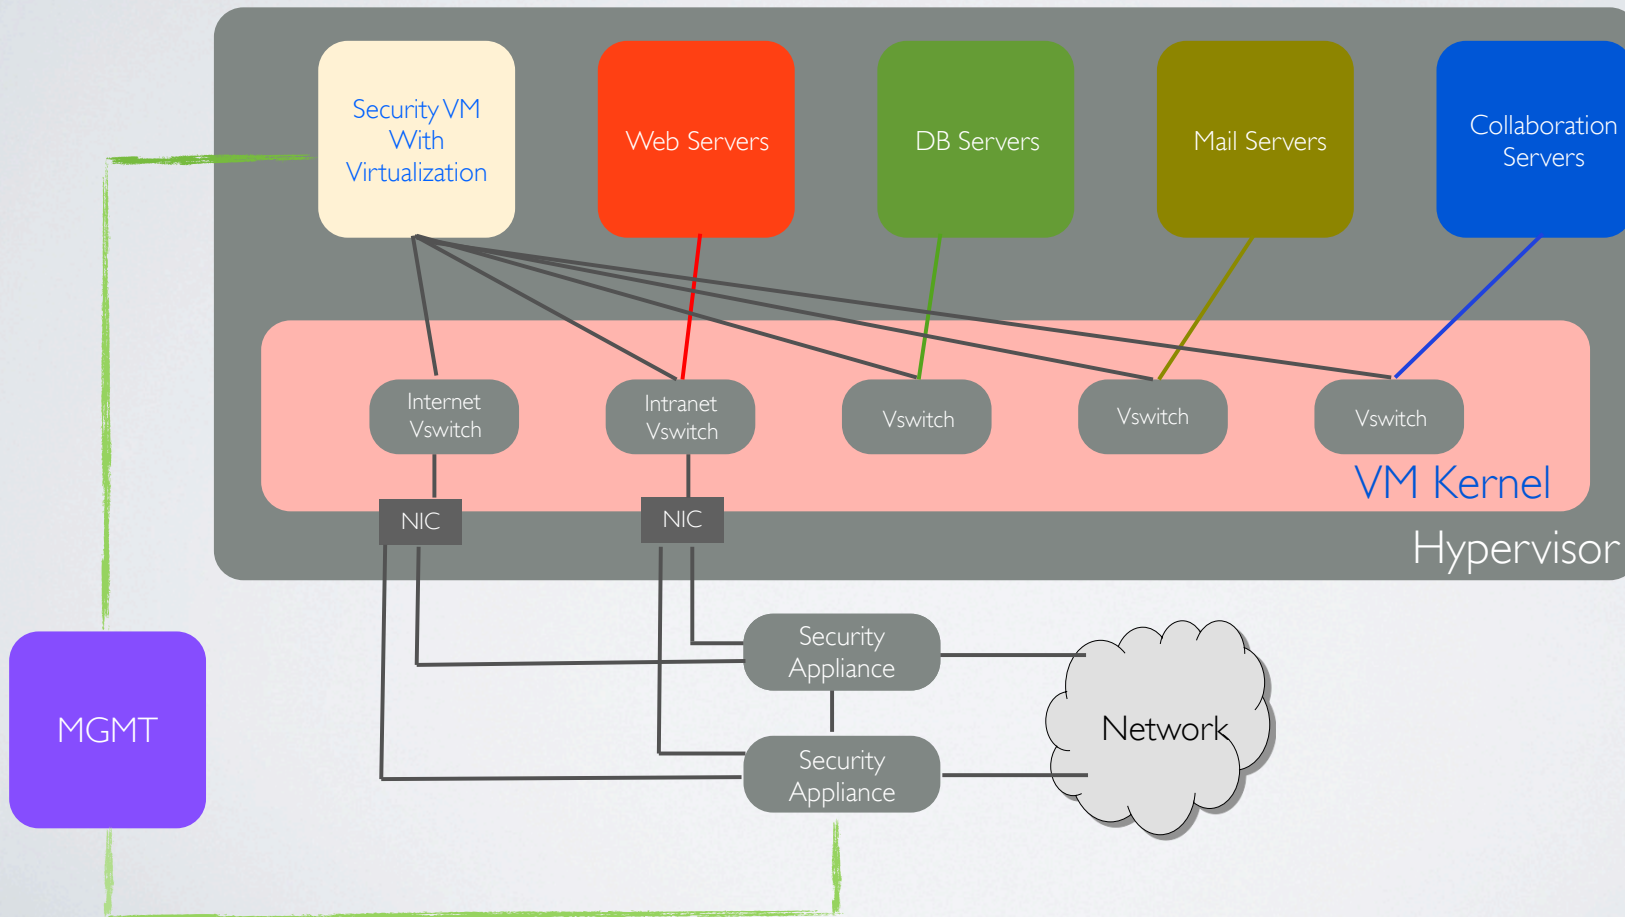 Security VM
With
Virtualization
Web Servers
DB Servers
Mail Servers
Collaboration
Servers
Internet
Vswitch
Intranet
Vswitch
Vswitch
Vswitch
Vswitch
VM Kernel
NIC
NIC
Hypervisor
Security
Appliance
MGMT
Network
Security
Appliance